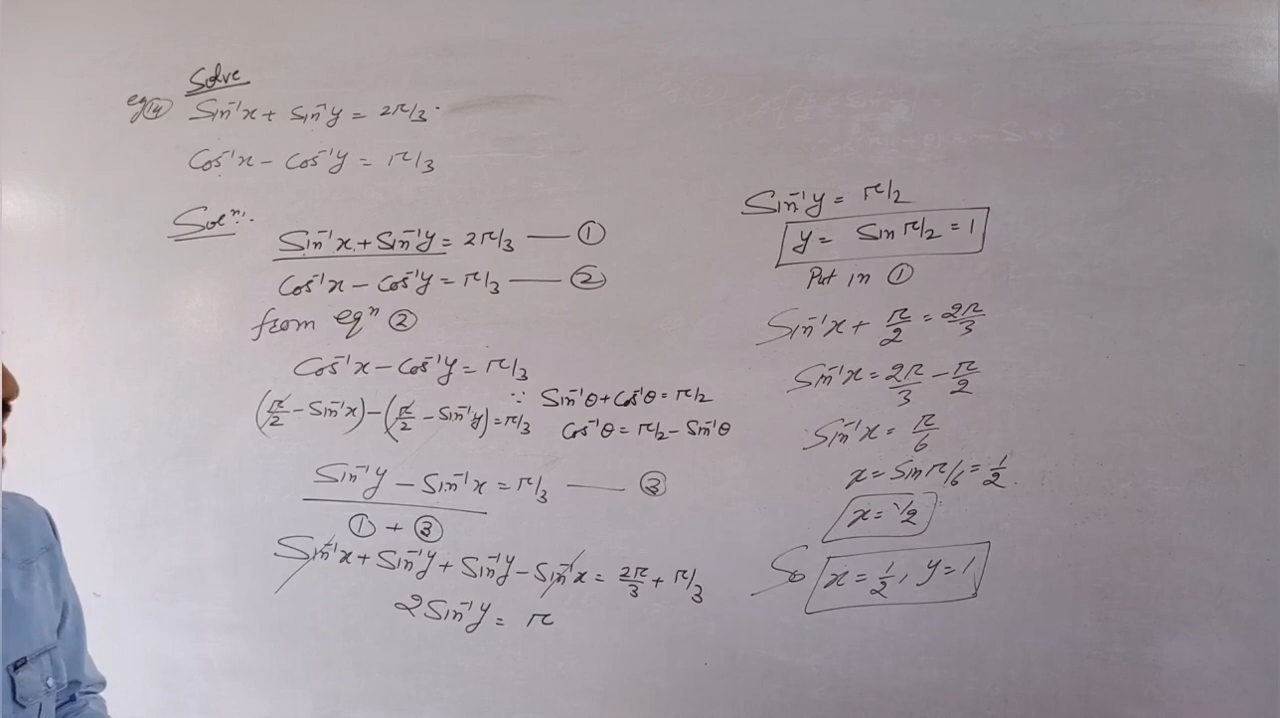 Solve
eg 14 Sin⁻¹x + Sin⁻¹y = 2π/3.
Cos⁻¹x − Cos⁻¹y = π/3
Solⁿ:.
Sin⁻¹x + Sin⁻¹y = 2π/3 — ①
Cos⁻¹x − Cos⁻¹y = π/3 — ②
from eqⁿ ②
Cos⁻¹x − Cos⁻¹y = π/3
(π/2 − Sin⁻¹x) − (π/2 − Sin⁻¹y) = π/3
∵ Sin⁻¹θ + Cos⁻¹θ = π/2
Cos⁻¹θ = π/2 − Sin⁻¹θ
Sin⁻¹y − Sin⁻¹x = π/3 — ③
① + ③
Sin⁻¹x + Sin⁻¹y + Sin⁻¹y − Sin⁻¹x = 2π/3 + π/3
2 Sin⁻¹y = π
Sin⁻¹y = π/2
y = Sin π/2 = 1
Put in ①
Sin⁻¹x + π/2 = 2π/3
Sin⁻¹x = 2π/3 − π/2
Sin⁻¹x = π/6
x = Sin π/6 = 1/2.
x = 1/2
So x = 1/2, y = 1